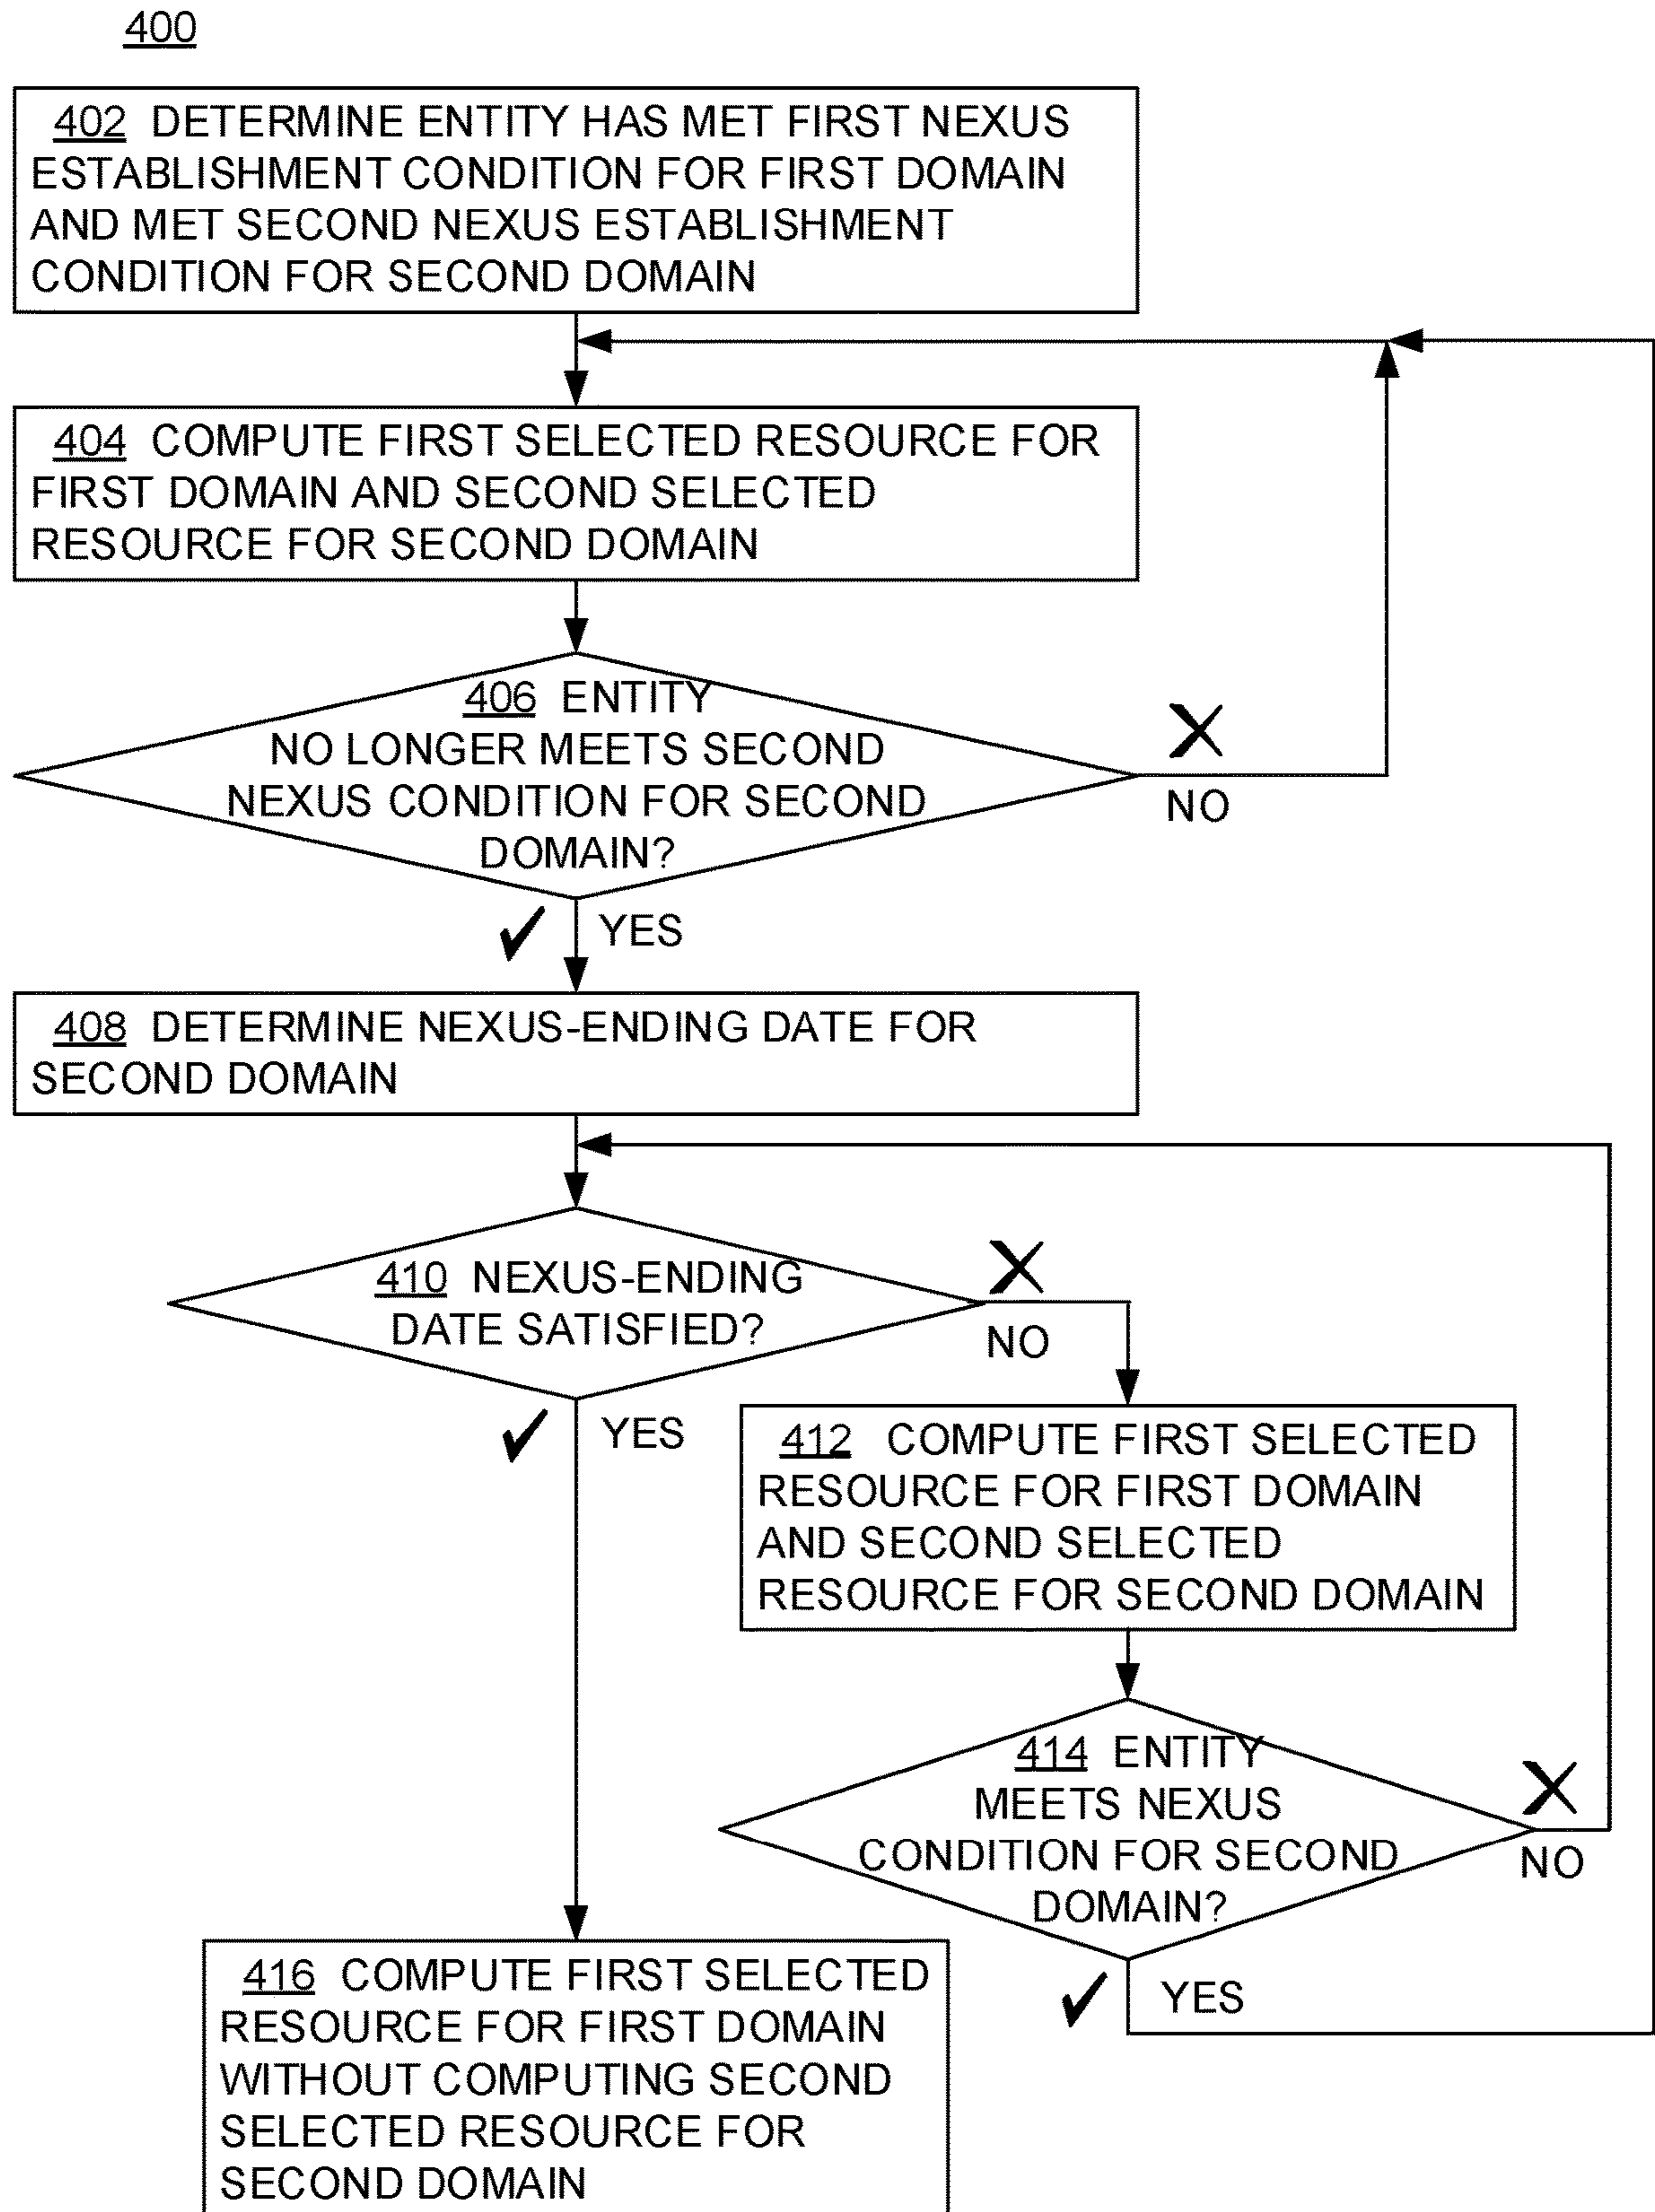 400
402 DETERMINE ENTITY HAS MET FIRST NEXUS
ESTABLISHMENT CONDITION FOR FIRST DOMAIN
AND MET SECOND NEXUS ESTABLISHMENT
CONDITION FOR SECOND DOMAIN
404 COMPUTE FIRST SELECTED RESOURCE FOR
FIRST DOMAIN AND SECOND SELECTED
RESOURCE FOR SECOND DOMAIN
406 ENTITY
NO LONGER MEETS SECOND
NEXUS CONDITION FOR SECOND
DOMAIN?
NO
YES
408 DETERMINE NEXUS-ENDING DATE FOR
SECOND DOMAIN
410 NEXUS-ENDING
DATE SATISFIED?
NO
YES
412 COMPUTE FIRST SELECTED
RESOURCE FOR FIRST DOMAIN
AND SECOND SELECTED
RESOURCE FOR SECOND DOMAIN
414 ENTITY
MEETS NEXUS
CONDITION FOR SECOND
DOMAIN?
NO
YES
416 COMPUTE FIRST SELECTED
RESOURCE FOR FIRST DOMAIN
WITHOUT COMPUTING SECOND
SELECTED RESOURCE FOR
SECOND DOMAIN